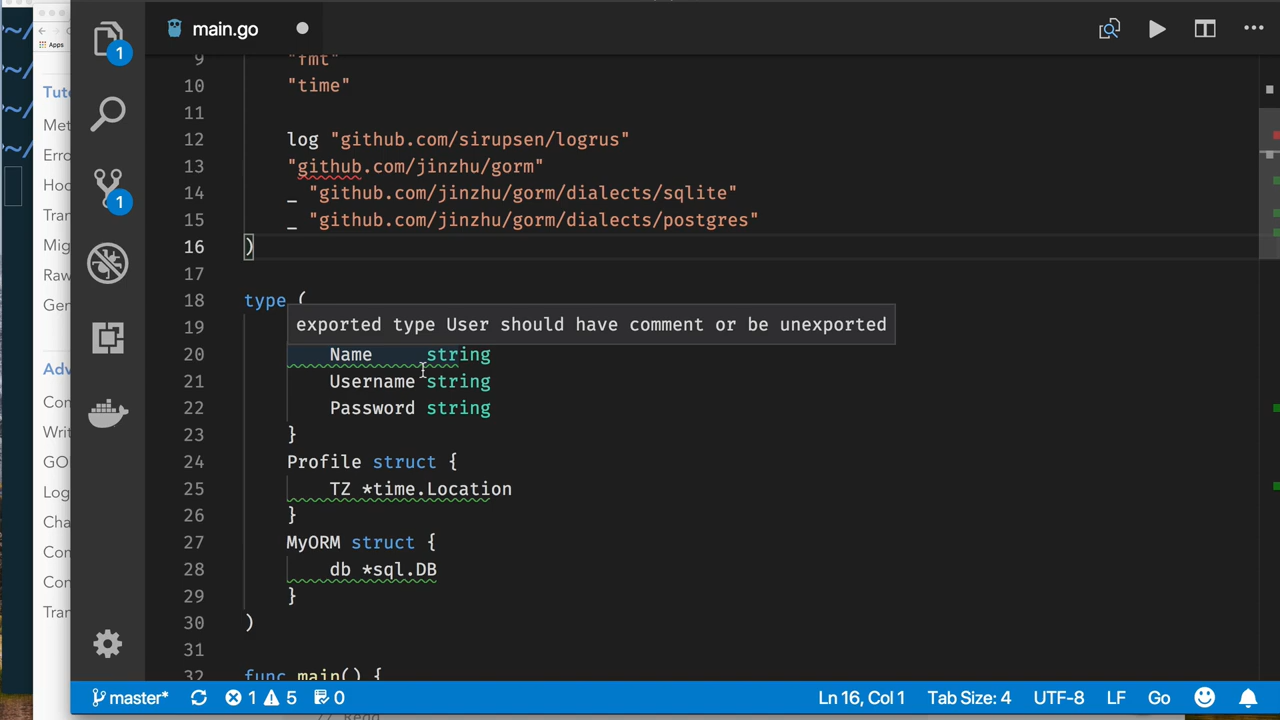 ~/
Apps
main.go
9 "fmt"
~/
10 "time"
Tuto
11
~/
12 log "github.com/sirupsen/logrus"
Met
~/
13 "github.com/jinzhu/gorm"
Erro
14 _ "github.com/jinzhu/gorm/dialects/sqlite"
Hoo
15 _ "github.com/jinzhu/gorm/dialects/postgres"
Tran
16 )
Mig
17
Raw
18 type (
Gen
19
exported type User should have comment or be unexported
20 Name string
Adv
21 Username string
22 Password string
Con
23 }
Writ
24 Profile struct {
GO
25 TZ *time.Location
Log
26 }
Cha
27 MyORM struct {
Con
28 db *sql.DB
Con
29 }
Tran
30 )
31
32 func main() {
1
1
master* 1 5 0 Ln 16, Col 1 Tab Size: 4 UTF-8 LF Go
// Read